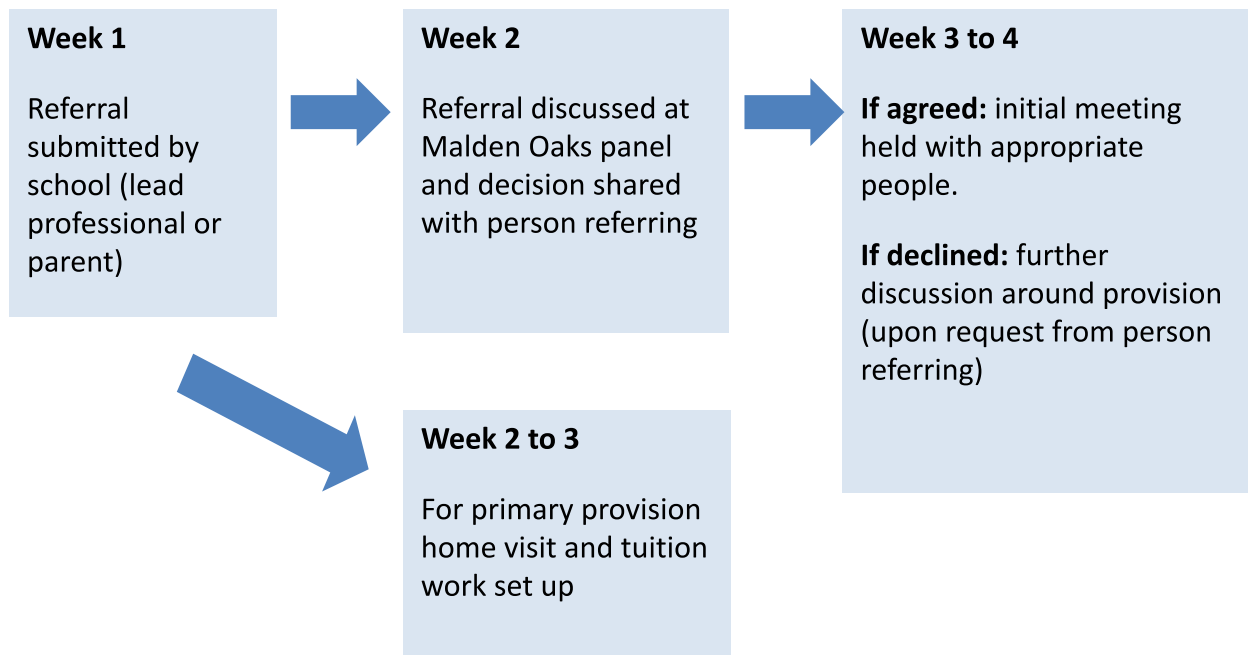 Week 1
Referral
submitted by
school (lead
professional or
parent)
Week 2
Referral discussed at
Malden Oaks panel
and decision shared
with person referring
Week 3 to 4
If agreed: initial meeting
held with appropriate
people.
If declined: further
discussion around provision
(upon request from person
referring)
Week 2 to 3
For primary provision
home visit and tuition
work set up